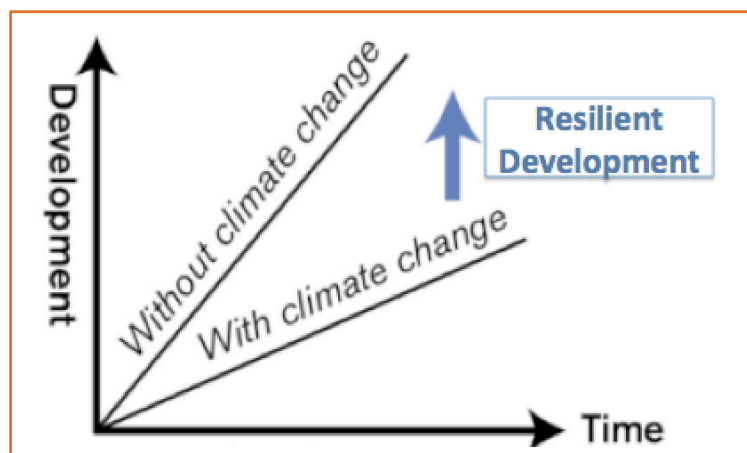 Development
Without climate change
With climate change
Resilient
Development
Time